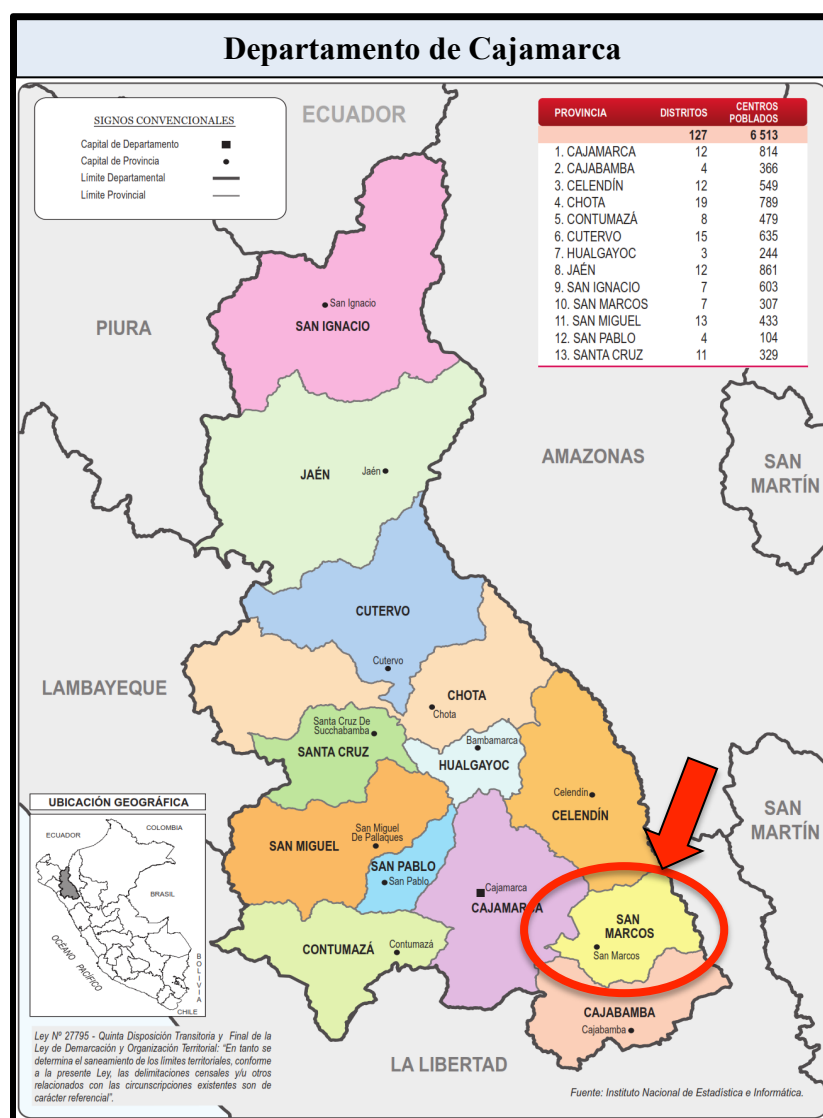 Departamento de Cajamarca
SIGNOS CONVENCIONALES
Capital de Departamento
Capital de Provincia
Límite Departamental
Límite Provincial
PROVINCIA DISTRITOS CENTROS POBLADOS
127 6 513
1. CAJAMARCA 12 814
2. CAJABAMBA 4 366
3. CELENDÍN 12 549
4. CHOTA 19 789
5. CONTUMAZÁ 8 479
6. CUTERVO 15 635
7. HUALGAYOC 3 244
8. JAÉN 12 861
9. SAN IGNACIO 7 603
10. SAN MARCOS 7 307
11. SAN MIGUEL 13 433
12. SAN PABLO 4 104
13. SANTA CRUZ 11 329
ECUADOR
PIURA
San Ignacio
SAN IGNACIO
AMAZONAS
SAN
MARTÍN
JAÉN
Jaén
CUTERVO
Cutervo
LAMBAYEQUE
CHOTA
Chota
Santa Cruz De
Succhabamba
SANTA CRUZ
Bambamarca
HUALGAYOC
Celendín
CELENDÍN
SAN
MARTÍN
San Miguel
De Pallaques
SAN MIGUEL
SAN PABLO
San Pablo
Cajamarca
CAJAMARCA
SAN
MARCOS
San Marcos
CONTUMAZÁ
Contumazá
CAJABAMBA
Cajabamba
LA LIBERTAD
UBICACIÓN GEOGRÁFICA
ECUADOR
COLOMBIA
BRASIL
OCÉANO PACÍFICO
BOLIVIA
CHILE
Ley Nº 27795 - Quinta Disposición Transitoria y Final de la
Ley de Demarcación y Organización Territorial: "En tanto se
determina el saneamiento de los límites territoriales, conforme
a la presente Ley, las delimitaciones censales y/u otros
relacionados con las circunscripciones existentes son de
carácter referencial".
Fuente: Instituto Nacional de Estadística e Informática.